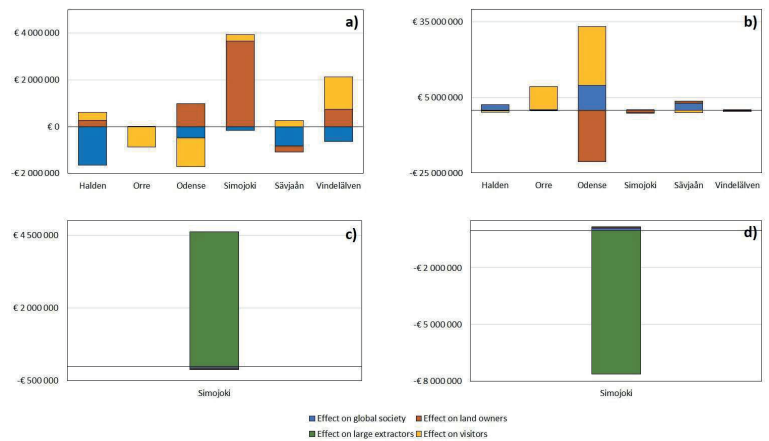 a)
€ 4 000 000
€ 2 000 000
€ 0
-€ 2 000 000
Halden Orre Odense Simojoki Sävjaån Vindelälven
b)
€ 35 000 000
€ 5 000 000
-€ 25 000 000
Halden Orre Odense Simojoki Sävjaån Vindelälven
c)
€ 4 500 000
€ 2 000 000
-€ 500 000
Simojoki
d)
-€ 2 000 000
-€ 5 000 000
-€ 8 000 000
Simojoki
Effect on global society Effect on land owners
Effect on large extractors Effect on visitors